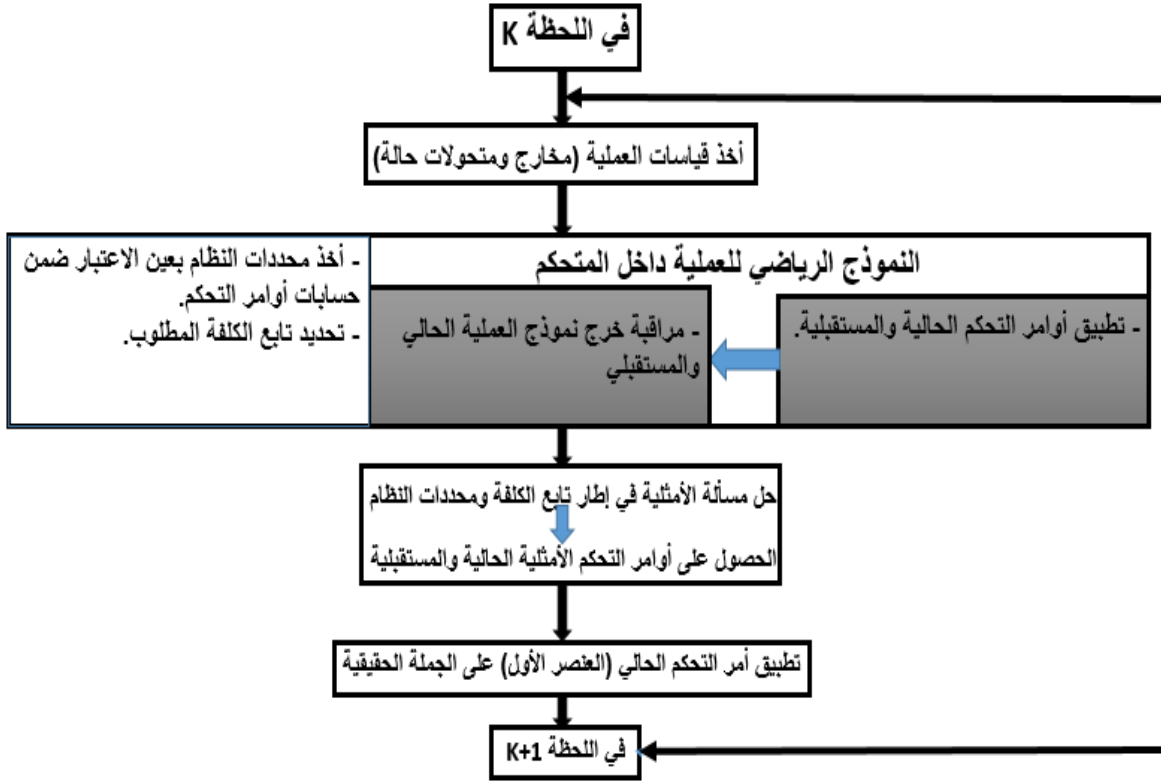 في اللحظة K
أخذ قياسات العملية (مخارج ومتحولات حالة)
النموذج الرياضي للعملية داخل المتحكم
- تطبيق أوامر التحكم الحالية والمستقبلية.
- مراقبة خرج نموذج العملية الحالي
والمستقبلي
- أخذ محددات النظام بعين الاعتبار ضمن
حسابات أوامر التحكم.
- تحديد تابع الكلفة المطلوب.
حل مسألة الأمثلية في إطار تابع الكلفة ومحددات النظام
الحصول على أوامر التحكم الأمثلية الحالية والمستقبلية
تطبيق أمر التحكم الحالي (العنصر الأول) على الجملة الحقيقية
في اللحظة K+1